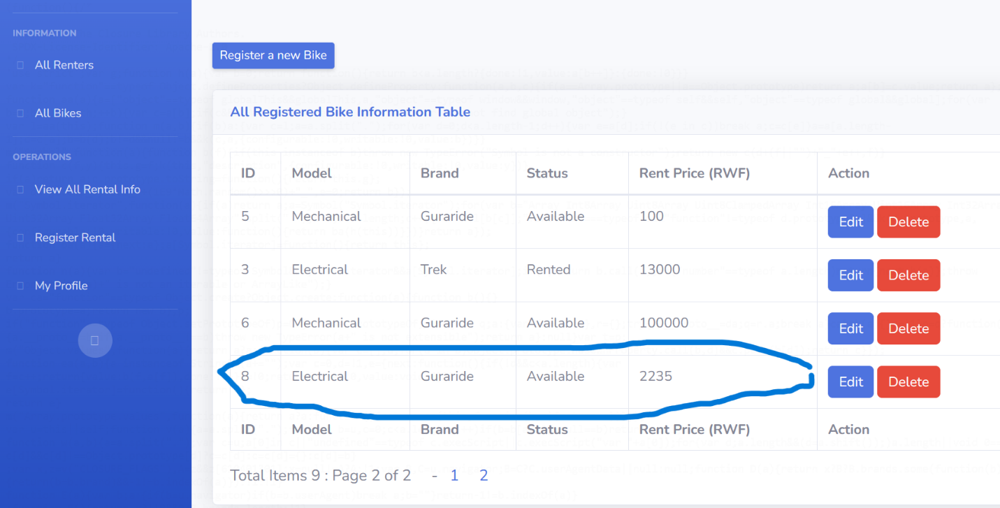 INFORMATION
All Renters
All Bikes
OPERATIONS
View All Rental Info
Register Rental
My Profile
Register a new Bike
All Registered Bike Information Table
ID Model Brand Status Rent Price (RWF) Action
5 Mechanical Guraride Available 100 Edit Delete
3 Electrical Trek Rented 13000 Edit Delete
6 Mechanical Guraride Available 100000 Edit Delete
8 Electrical Guraride Available 2235 Edit Delete
ID Model Brand Status Rent Price (RWF) Action
Total Items 9 : Page 2 of 2 - 1 2